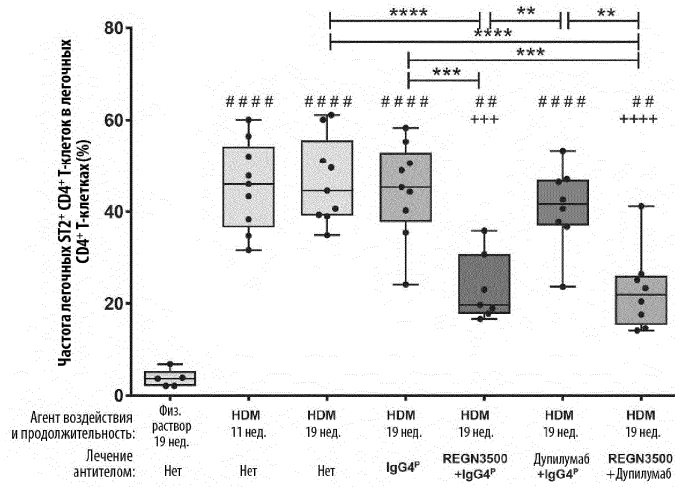 **** ** **
****
***
***
80
60
40
20
0
# # # # # # # # # # # # # # # # # # # #
+++ ++++
Частота легочных ST2⁺ CD4⁺ Т-клеток в легочных
CD4⁺ Т-клетках (%)
Агент воздействия
и продолжительность:
Физ.
раствор
19 нед.
HDM
11 нед.
HDM
19 нед.
HDM
19 нед.
HDM
19 нед.
HDM
19 нед.
HDM
19 нед.
Лечение
антителом:
Нет
Нет
Нет
IgG4ᴾ
REGN3500
+IgG4ᴾ
Дупилумаб
+IgG4ᴾ
REGN3500
+Дупилумаб